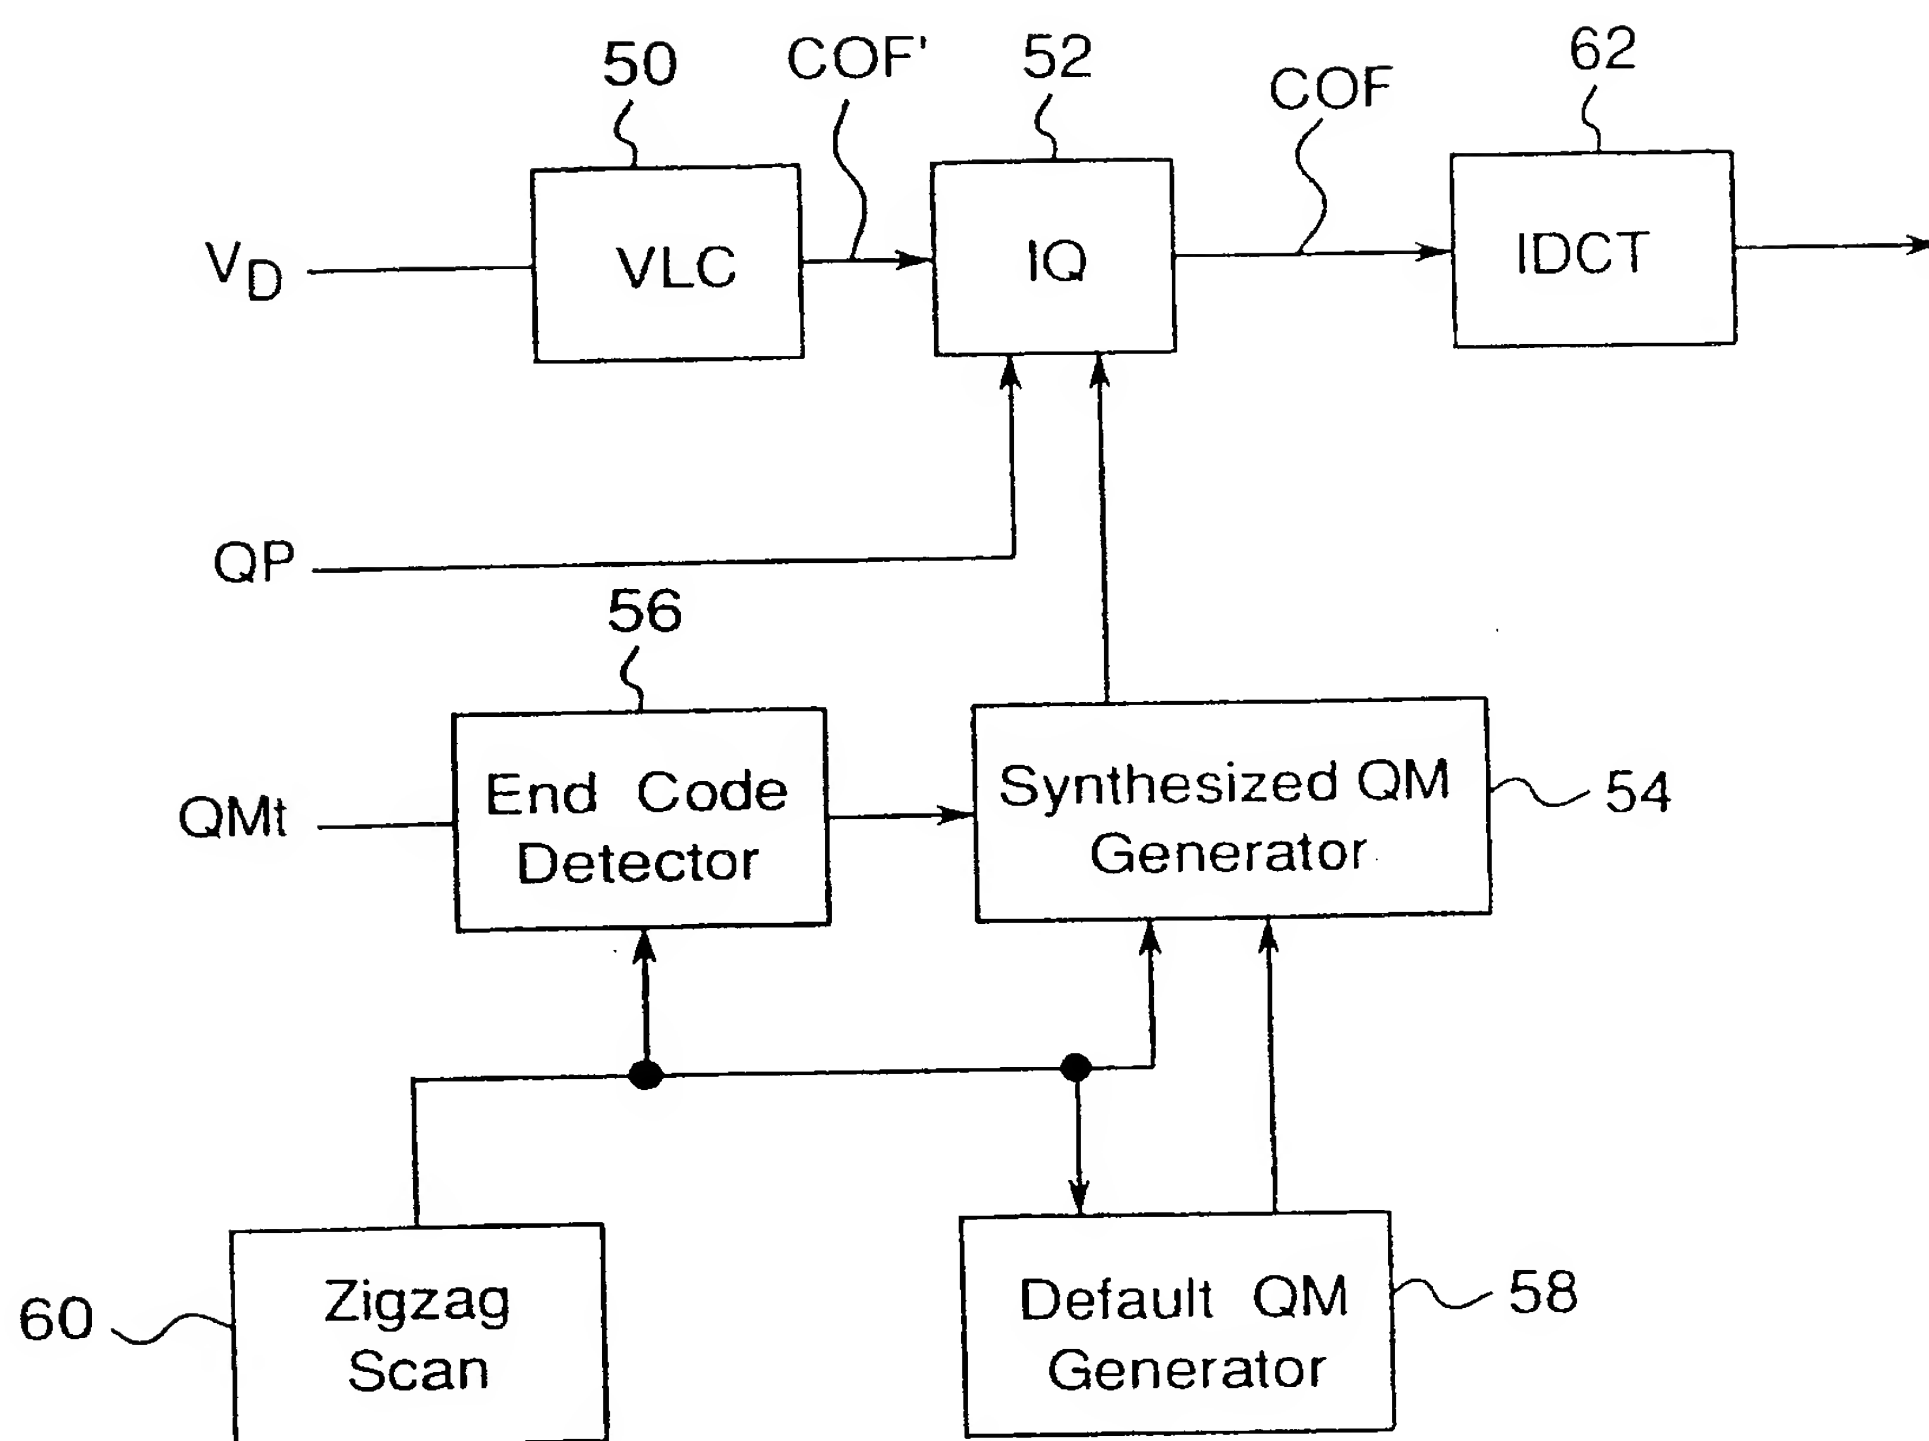 50
COF'
52
COF
62
VD
VLC
IQ
IDCT
QP
56
QMt
End Code
Detector
Synthesized QM
Generator
54
60
Zigzag
Scan
Default QM
Generator
58